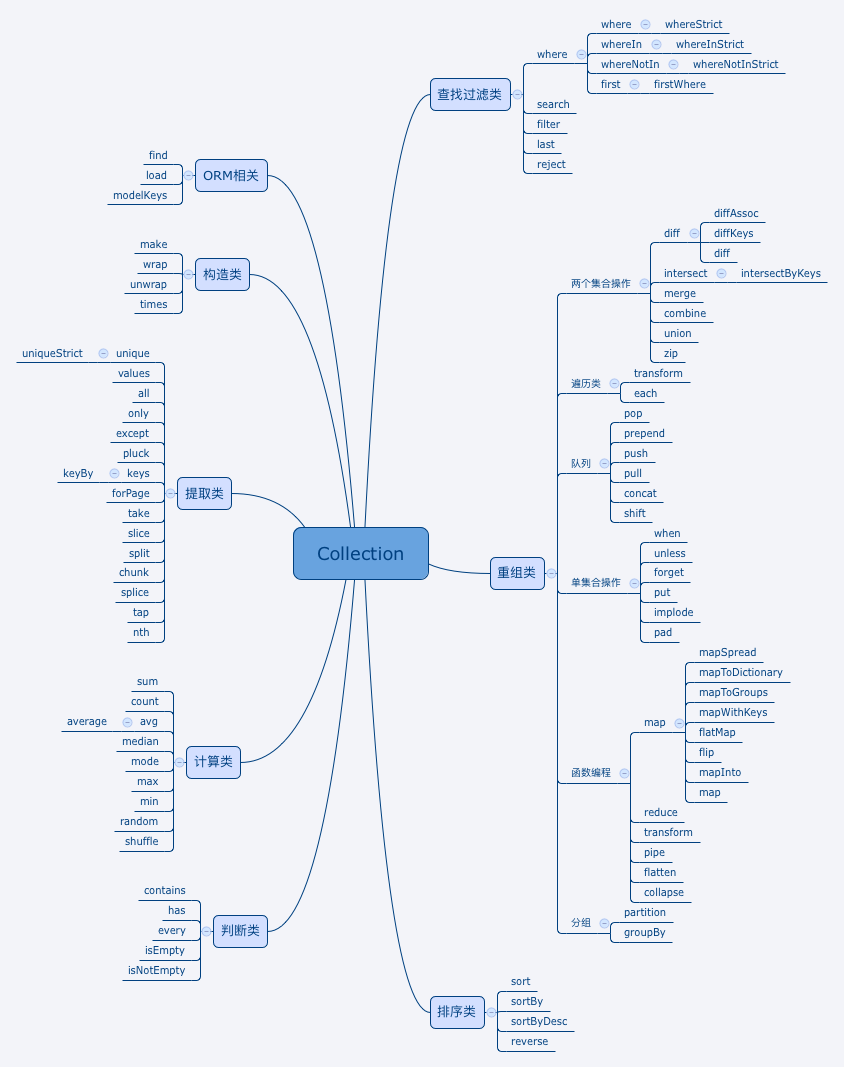 Collection
查找过滤类
where
where
whereStrict
whereIn
whereInStrict
whereNotIn
whereNotInStrict
first
firstWhere
search
filter
last
reject
重组类
两个集合操作
diff
diffAssoc
diffKeys
diff
intersect
intersectByKeys
merge
combine
union
zip
遍历类
transform
each
队列
pop
prepend
push
pull
concat
shift
单集合操作
when
unless
forget
put
implode
pad
函数编程
map
mapSpread
mapToDictionary
mapToGroups
mapWithKeys
flatMap
flip
mapInto
map
reduce
transform
pipe
flatten
collapse
分组
partition
groupBy
排序类
sort
sortBy
sortByDesc
reverse
ORM相关
find
load
modelKeys
构造类
make
wrap
unwrap
times
提取类
unique
uniqueStrict
values
all
only
except
pluck
keys
keyBy
forPage
take
slice
split
chunk
splice
tap
nth
计算类
sum
count
avg
average
median
mode
max
min
random
shuffle
判断类
contains
has
every
isEmpty
isNotEmpty